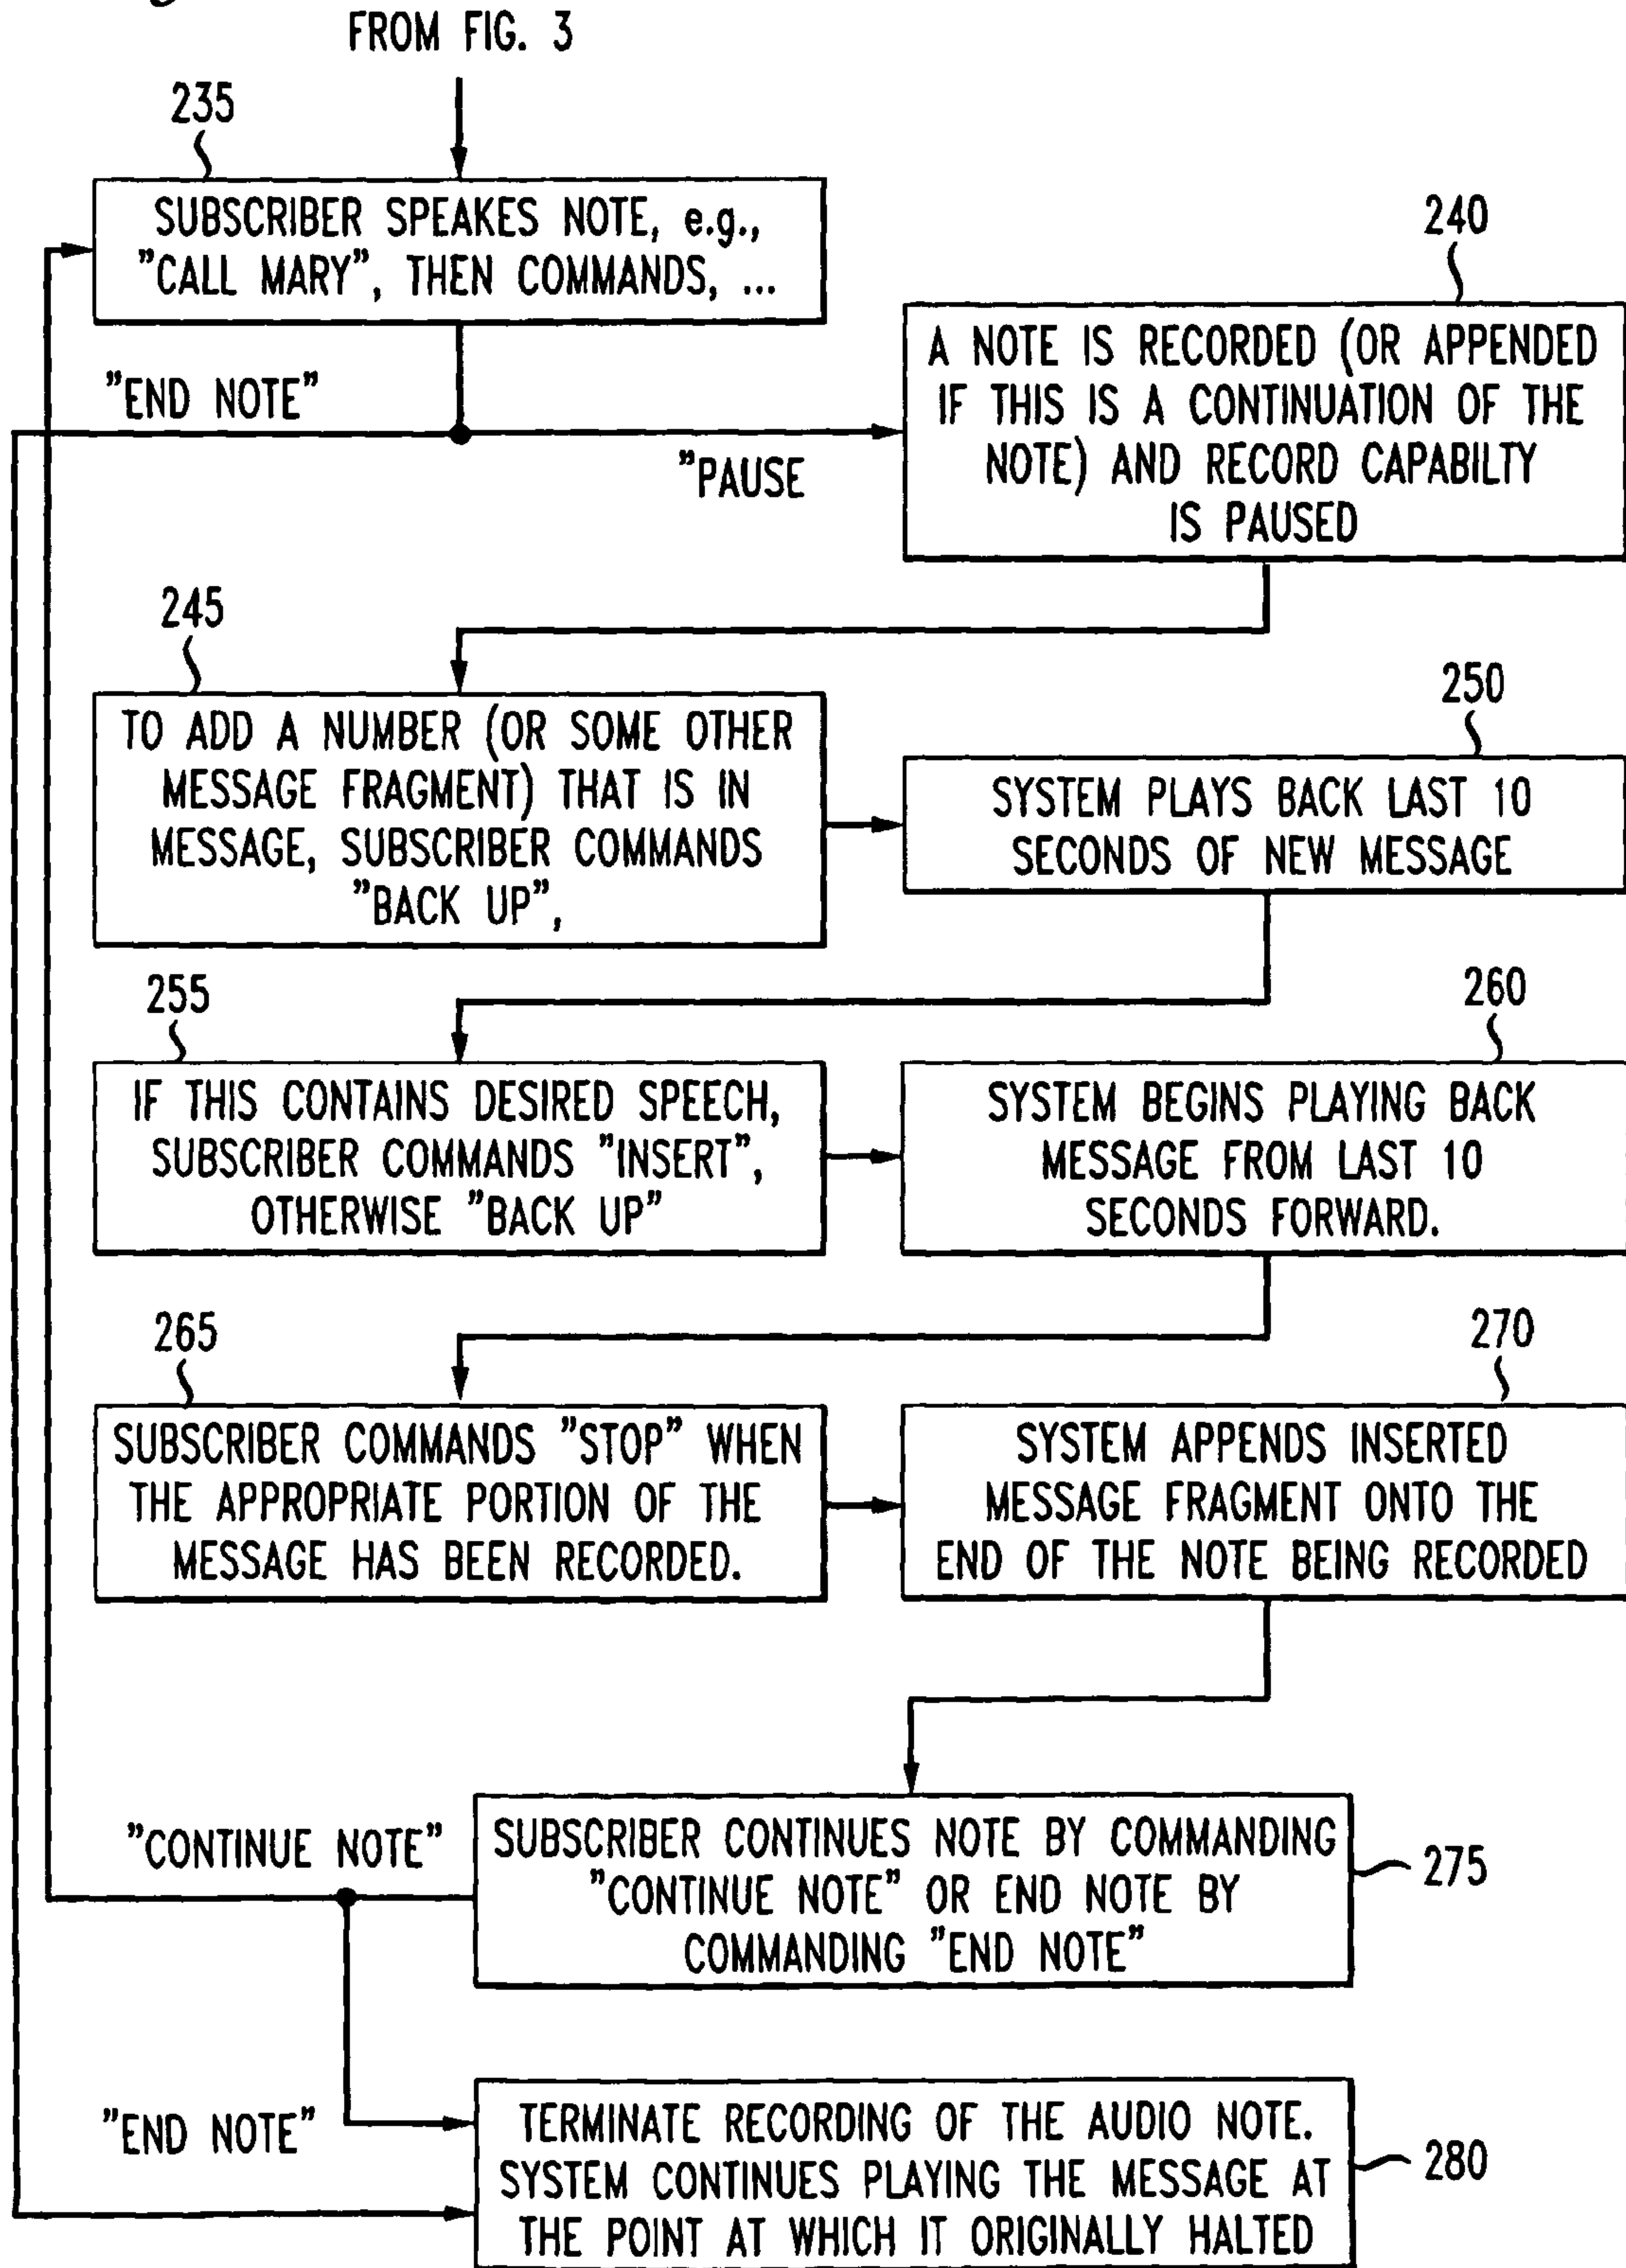 FROM FIG. 3
235
SUBSCRIBER SPEAKES NOTE, e.g.,
"CALL MARY", THEN COMMANDS, ...
"END NOTE"
"PAUSE
240
A NOTE IS RECORDED (OR APPENDED
IF THIS IS A CONTINUATION OF THE
NOTE) AND RECORD CAPABILTY
IS PAUSED
245
TO ADD A NUMBER (OR SOME OTHER
MESSAGE FRAGMENT) THAT IS IN
MESSAGE, SUBSCRIBER COMMANDS
"BACK UP",
250
SYSTEM PLAYS BACK LAST 10
SECONDS OF NEW MESSAGE
255
IF THIS CONTAINS DESIRED SPEECH,
SUBSCRIBER COMMANDS "INSERT",
OTHERWISE "BACK UP"
260
SYSTEM BEGINS PLAYING BACK
MESSAGE FROM LAST 10
SECONDS FORWARD.
265
SUBSCRIBER COMMANDS "STOP" WHEN
THE APPROPRIATE PORTION OF THE
MESSAGE HAS BEEN RECORDED.
270
SYSTEM APPENDS INSERTED
MESSAGE FRAGMENT ONTO THE
END OF THE NOTE BEING RECORDED
"CONTINUE NOTE"
SUBSCRIBER CONTINUES NOTE BY COMMANDING
"CONTINUE NOTE" OR END NOTE BY
COMMANDING "END NOTE"
275
"END NOTE"
TERMINATE RECORDING OF THE AUDIO NOTE.
SYSTEM CONTINUES PLAYING THE MESSAGE AT
THE POINT AT WHICH IT ORIGINALLY HALTED
280